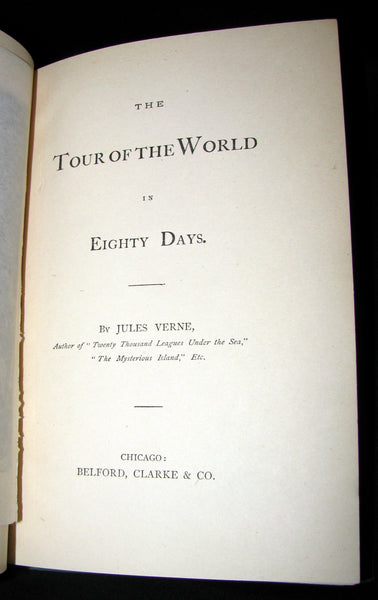 THE
TOUR OF THE WORLD
IN
EIGHTY DAYS.
BY JULES VERNE,
Author of "Twenty Thousand Leagues Under the Sea,"
"The Mysterious Island," Etc.
CHICAGO:
BELFORD, CLARKE & CO.